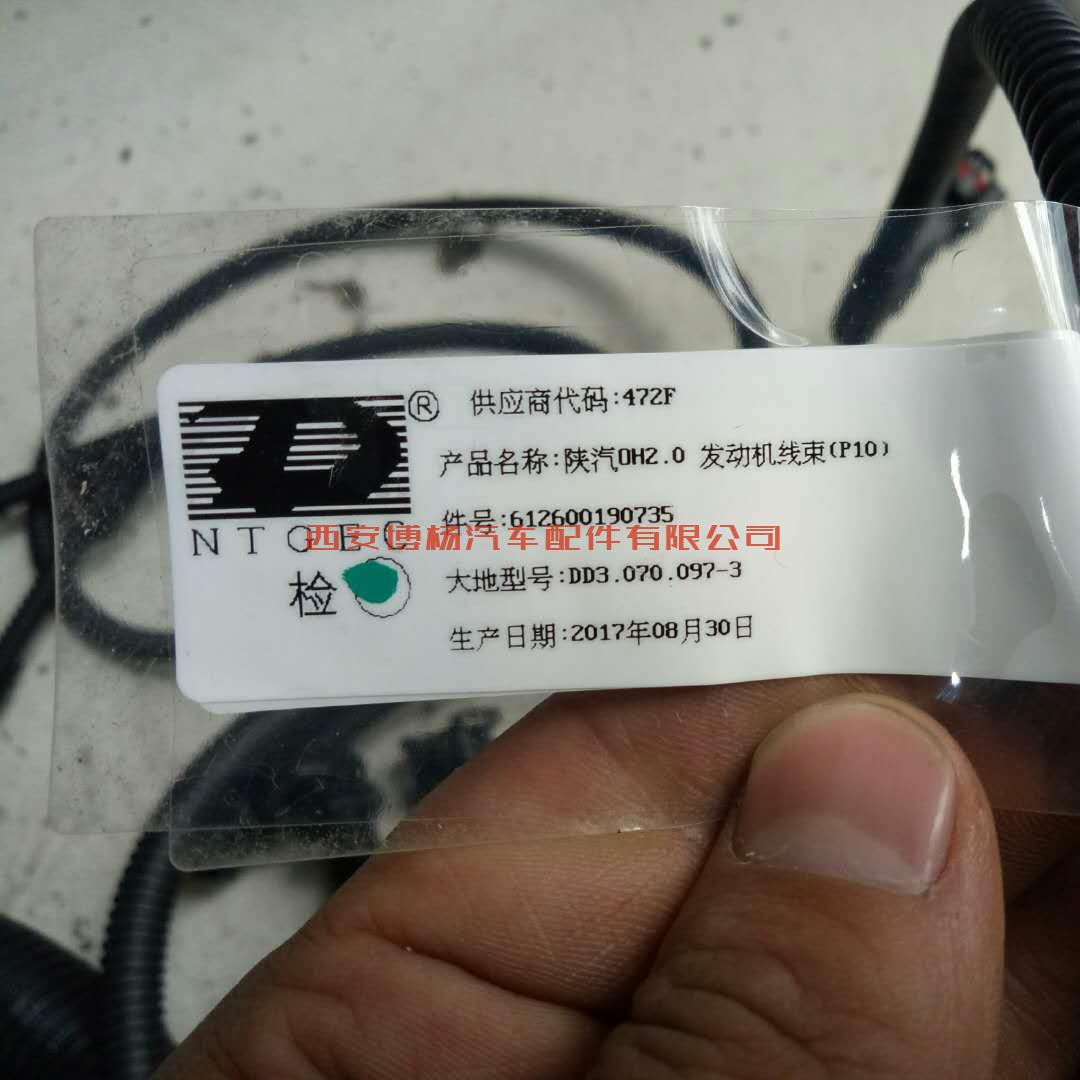 ®
供应商代码:472F
产品名称:陕汽OH2.0 发动机线束(P10)
件号:612600190735
NTOEC
西安博杨汽车配件有限公司
检
大地型号:DD3.070.097-3
生产日期:2017年08月30日